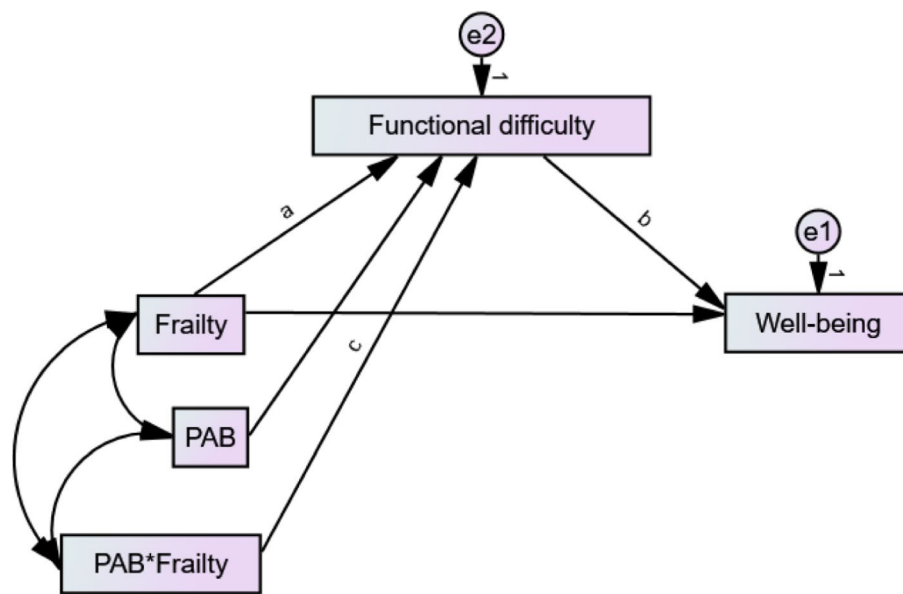 e2
1
Functional difficulty
a
b
e1
1
Frailty
Well-being
c
PAB
PAB*Frailty